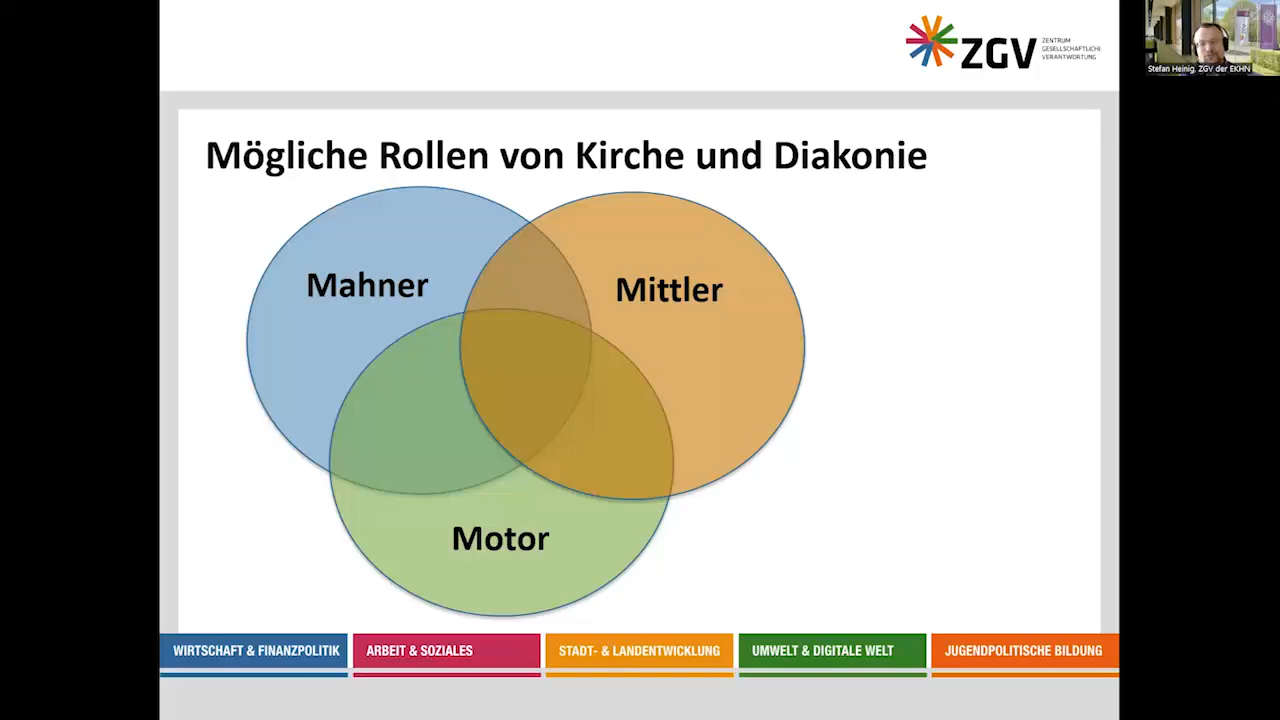 ZGV
ZENTRUM
GESELLSCHAFTLICHE
VERANTWORTUNG
Stefan Heinig, ZGV der EKHN
Mögliche Rollen von Kirche und Diakonie
Mahner
Mittler
Motor
WIRTSCHAFT & FINANZPOLITIK
ARBEIT & SOZIALES
STADT- & LANDENTWICKLUNG
UMWELT & DIGITALE WELT
JUGENDPOLITISCHE BILDUNG